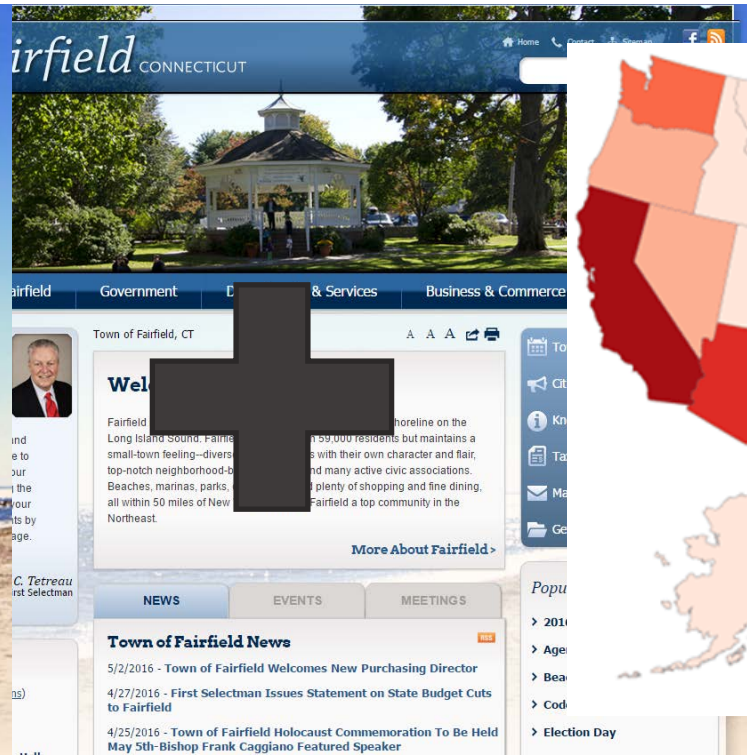 irfield CONNECTICUT
Home Contact Sitemap
airfield Government & Services Business & Commerce
Town of Fairfield, CT
A A A
Wel
Fairfield horeline on the
Long Island Sound. 59,000 residents but maintains a
small-town feeling--divers with their own character and flair,
top-notch neighborhood-b nd many active civic associations.
Beaches, marinas, parks, plenty of shopping and fine dining,
all within 50 miles of New Fairfield a top community in the
Northeast.
More About Fairfield >
and
e to
our
the
your
nts by
age.
C. Tetreau
rst Selectman
ns)
NEWS EVENTS MEETINGS
Town of Fairfield News
RSS
5/2/2016 - Town of Fairfield Welcomes New Purchasing Director
4/27/2016 - First Selectman Issues Statement on State Budget Cuts
to Fairfield
4/25/2016 - Town of Fairfield Holocaust Commemoration To Be Held
May 5th-Bishop Frank Caggiano Featured Speaker
To
Cit
Kn
Ta
Ma
Ge
Popu
> 2016
> Age
> Bea
> Cod
> Election Day